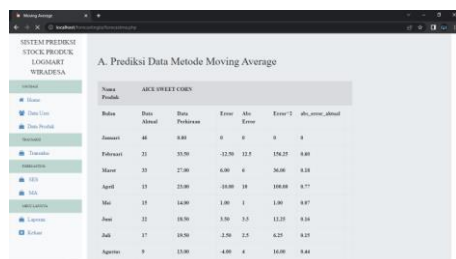 Moving Average
SISTEM PREDIKSI
STOCK PRODUK
LOGMART
WIRADESA
Home
Data User
Data Produk
Transaksi
SES
MA
Laporan
Keluar
A. Prediksi Data Metode Moving Average
Nama Produk AICE SWEET CORN
Bulan Data Aktual Data Perkiraan Error Abs Error Error^2 abs_error_aktual
Januari 46 0.00 0 0 0 0
Februari 21 33.50 -12.50 12.5 156.25 0.60
Maret 33 27.00 6.00 6 36.00 0.18
April 13 23.00 -10.00 10 100.00 0.77
Mei 15 14.00 1.00 1 1.00 0.07
Juni 22 18.50 3.50 3.5 12.25 0.16
Juli 17 19.50 -2.50 2.5 6.25 0.15
Agustus 9 13.00 -4.00 4 16.00 0.44